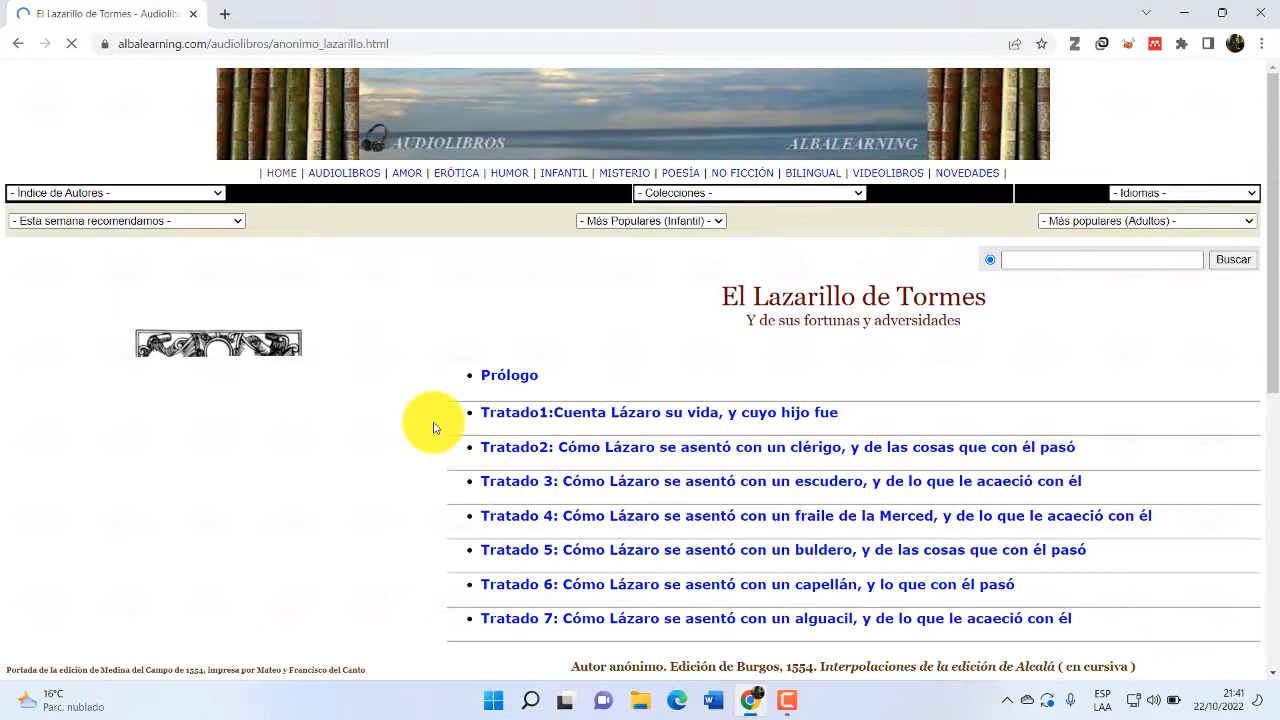 El Lazarillo de Tormes - Audiolib
albalearning.com/audiolibros/anonimo_lazarillo.html
AUDIOLIBROS ALBALEARNING
| HOME | AUDIOLIBROS | AMOR | ERÓTICA | HUMOR | INFANTIL | MISTERIO | POESÍA | NO FICCIÓN | BILINGUAL | VIDEOLIBROS | NOVEDADES |
- Índice de Autores - - Colecciones - - Idiomas -
- Esta semana recomendamos - - Más Populares (Infantil) - - Más populares (Adultos) -
Buscar
El Lazarillo de Tormes
Y de sus fortunas y adversidades
Prólogo
Tratado1:Cuenta Lázaro su vida, y cuyo hijo fue
Tratado2: Cómo Lázaro se asentó con un clérigo, y de las cosas que con él pasó
Tratado 3: Cómo Lázaro se asentó con un escudero, y de lo que le acaeció con él
Tratado 4: Cómo Lázaro se asentó con un fraile de la Merced, y de lo que le acaeció con él
Tratado 5: Cómo Lázaro se asentó con un buldero, y de las cosas que con él pasó
Tratado 6: Cómo Lázaro se asentó con un capellán, y lo que con él pasó
Tratado 7: Cómo Lázaro se asentó con un alguacil, y de lo que le acaeció con él
Portada de la edición de Medina del Campo de 1554, impresa por Mateo y Francisco del Canto
Autor anónimo. Edición de Burgos, 1554. Interpolaciones de la edición de Alcalá ( en cursiva )
16°C
Parc. nublado
ESP
LAA
21:41
22/10/2022